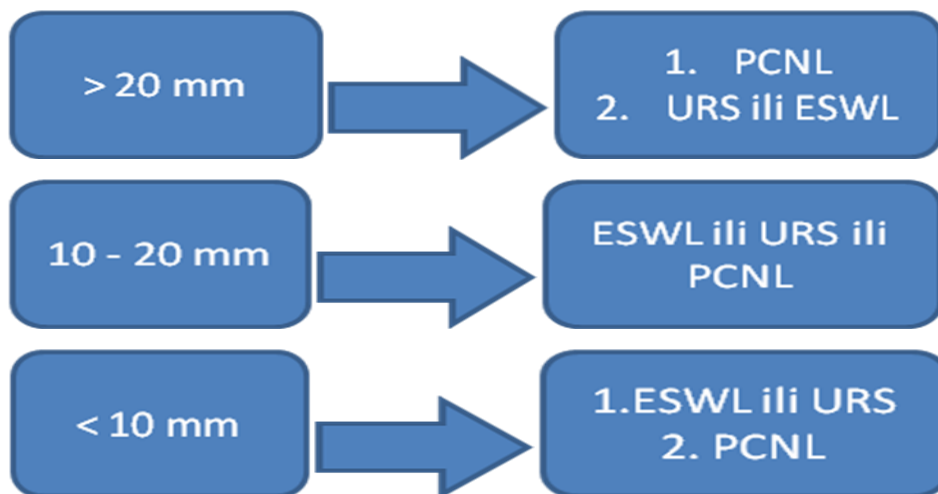 > 20 mm
1. PCNL
2. URS ili ESWL
10 - 20 mm
ESWL ili URS ili
PCNL
< 10 mm
1.ESWL ili URS
2. PCNL